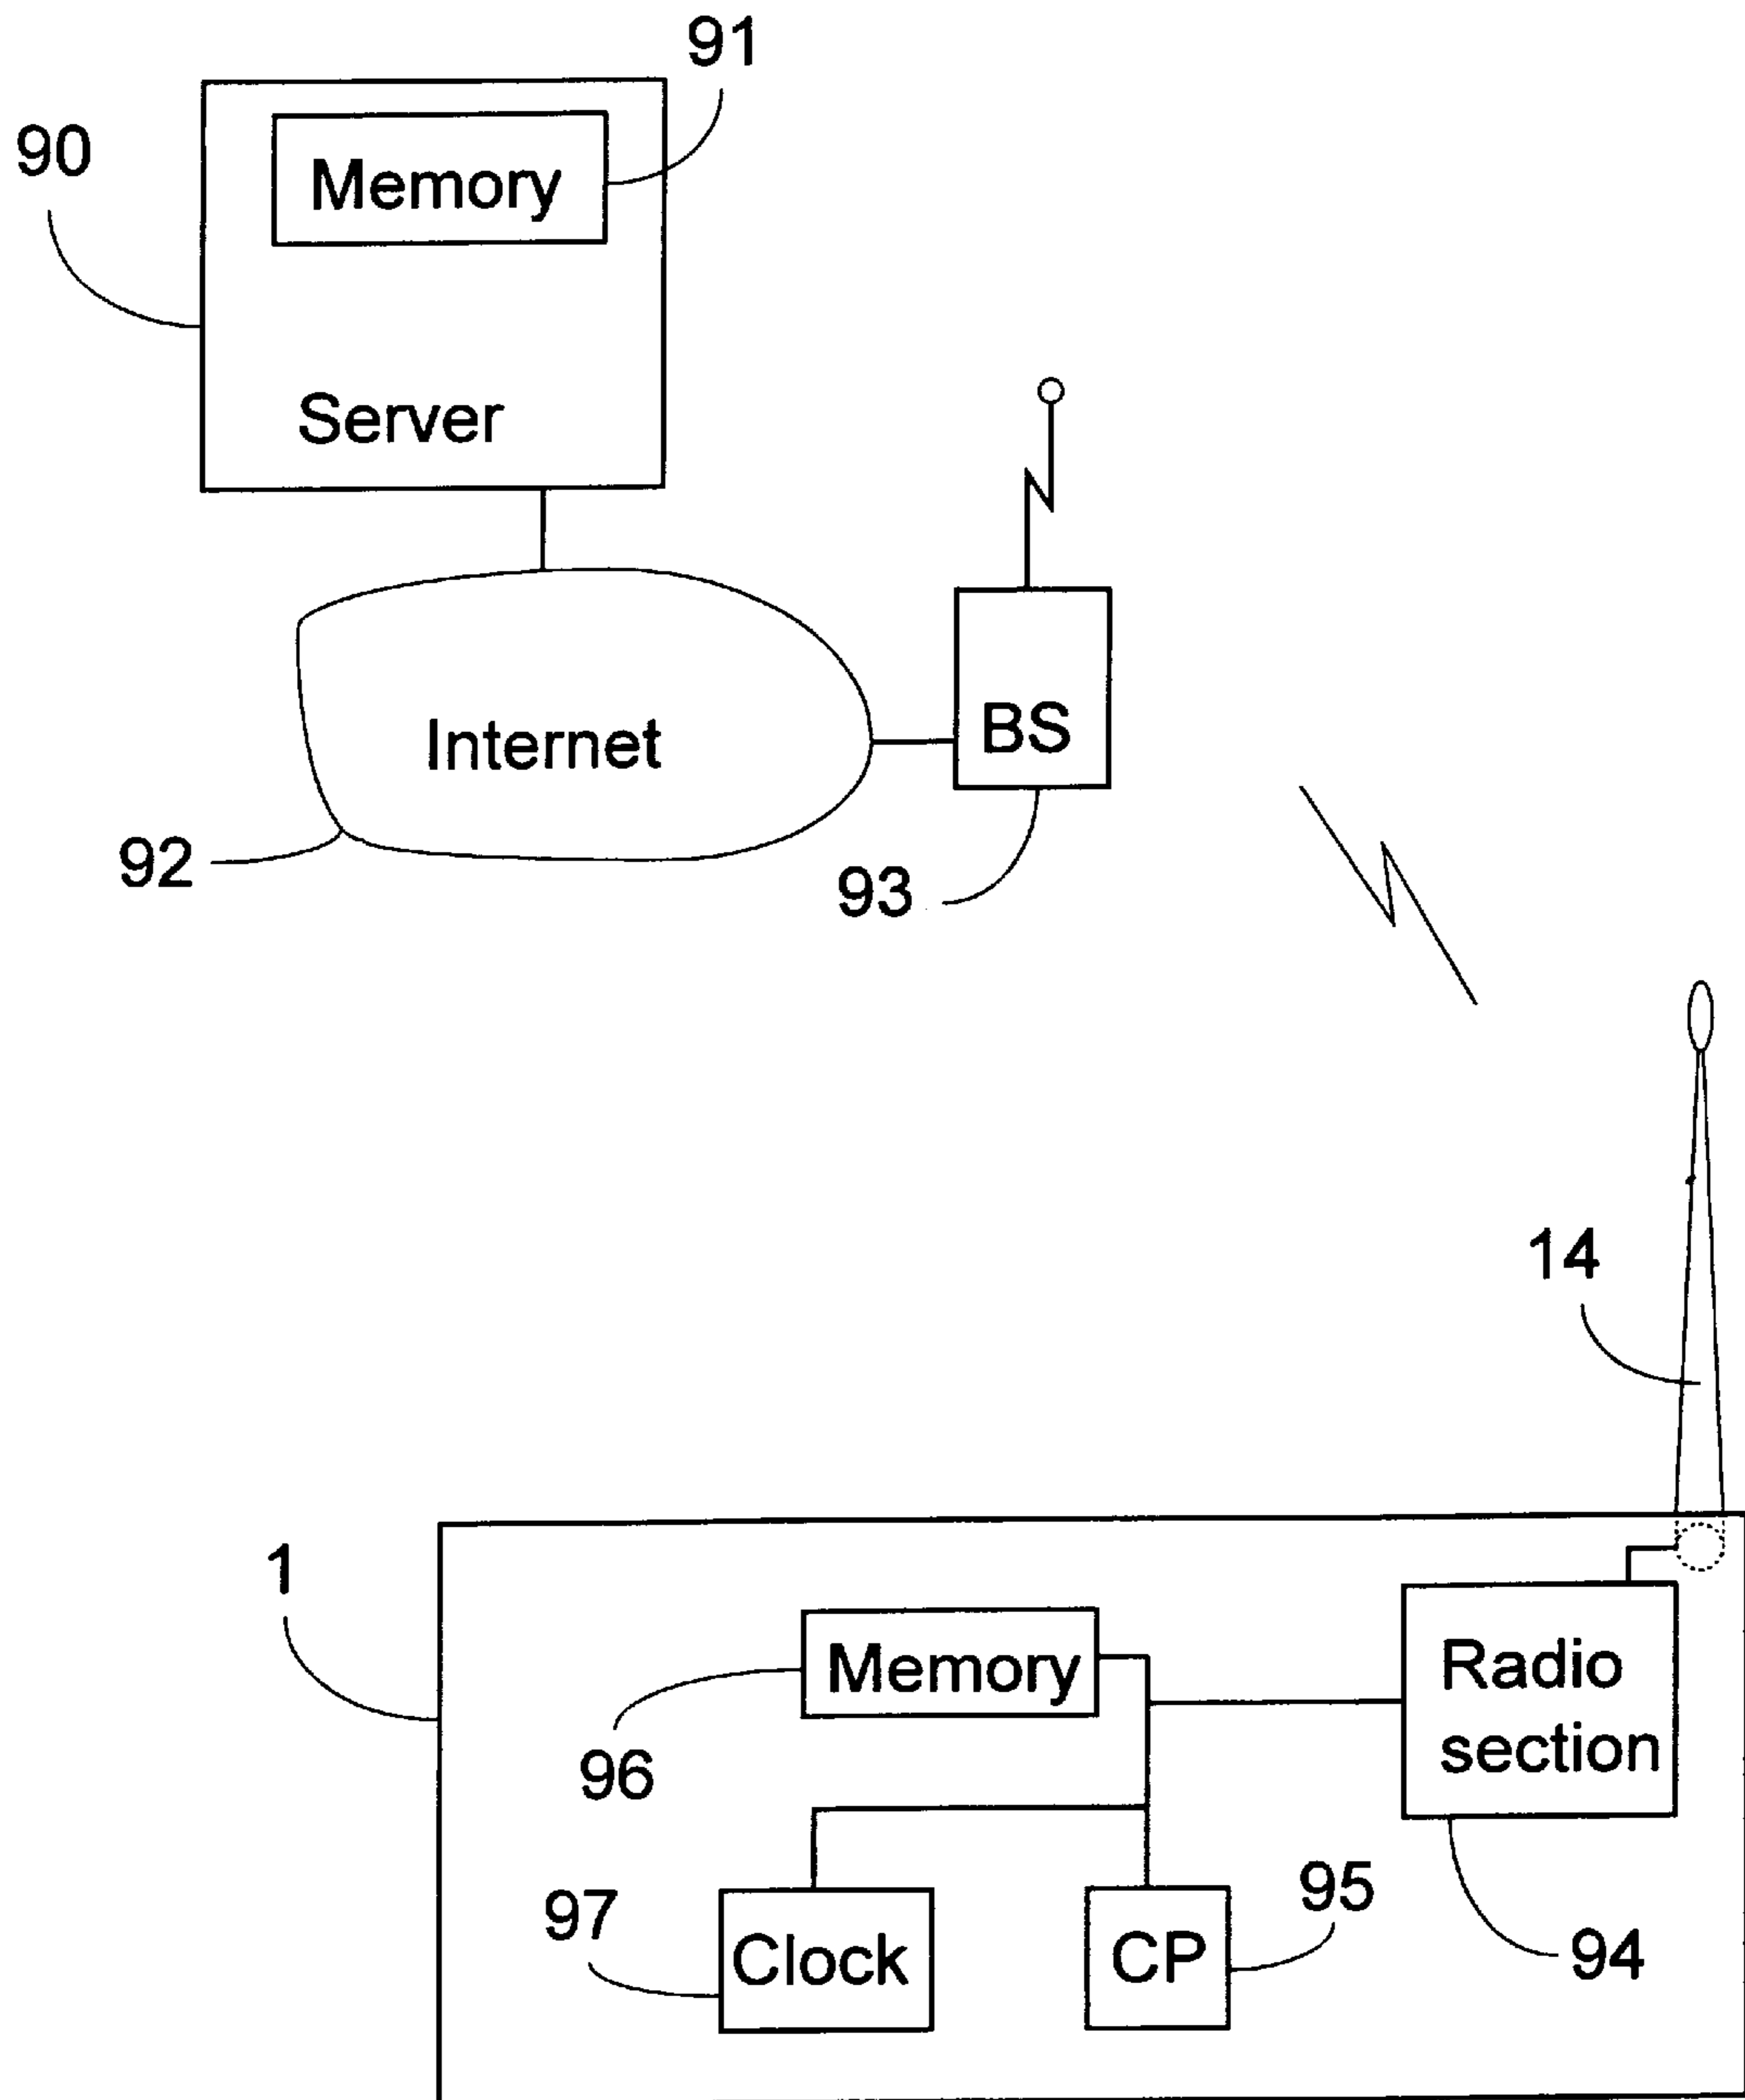 91
90
Memory
Server
BS
Internet
92
93
14
1
Memory
Radio
section
96
95
97
Clock
CP
94